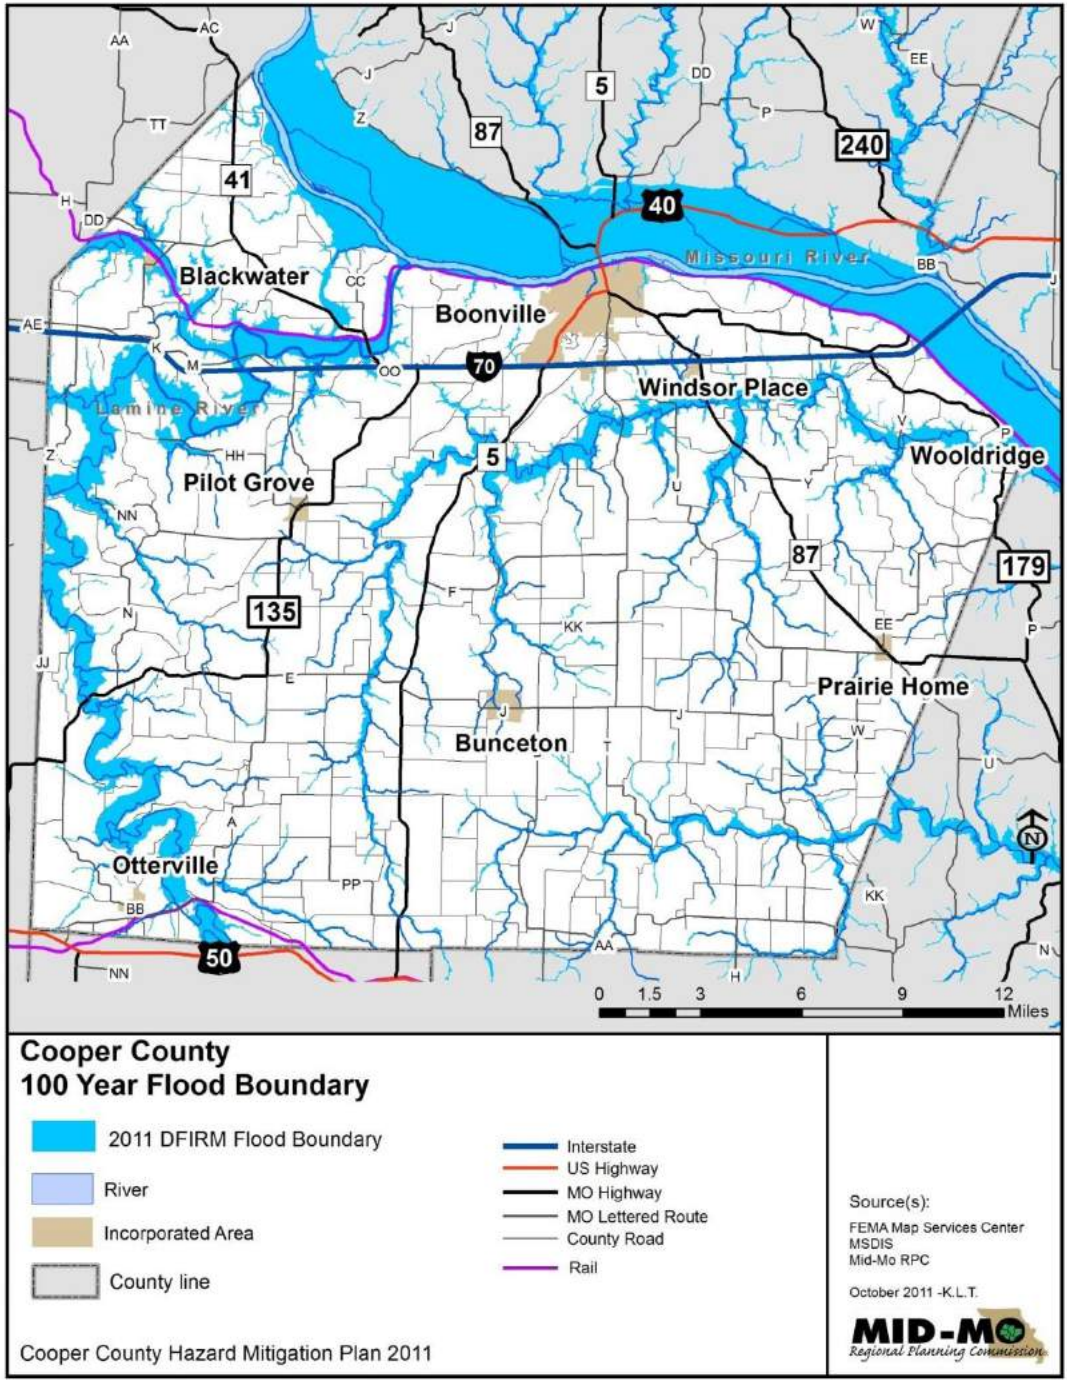 AC
AA
J
W
EE
J
DD
5
P
Z
87
TT
240
41
H
40
DD
Missouri River
BB
Blackwater
CC
J
Boonville
AE
K
M
OO
70
Windsor Place
Lamine River
V
P
5
Z
HH
Wooldridge
Pilot Grove
U
Y
NN
87
179
F
135
N
KK
EE
P
JJ
E
Prairie Home
J
J
W
Bunceton
T
U
A
N
Otterville
PP
KK
BB
AA
N
50
NN
H
0 1.5 3 6 9 12
Miles
Cooper County
100 Year Flood Boundary
2011 DFIRM Flood Boundary
River
Incorporated Area
County line
Interstate
US Highway
MO Highway
MO Lettered Route
County Road
Rail
Source(s):
FEMA Map Services Center
MSDIS
Mid-Mo RPC
October 2011 -K.L.T.
MID-MO
Regional Planning Commission
Cooper County Hazard Mitigation Plan 2011